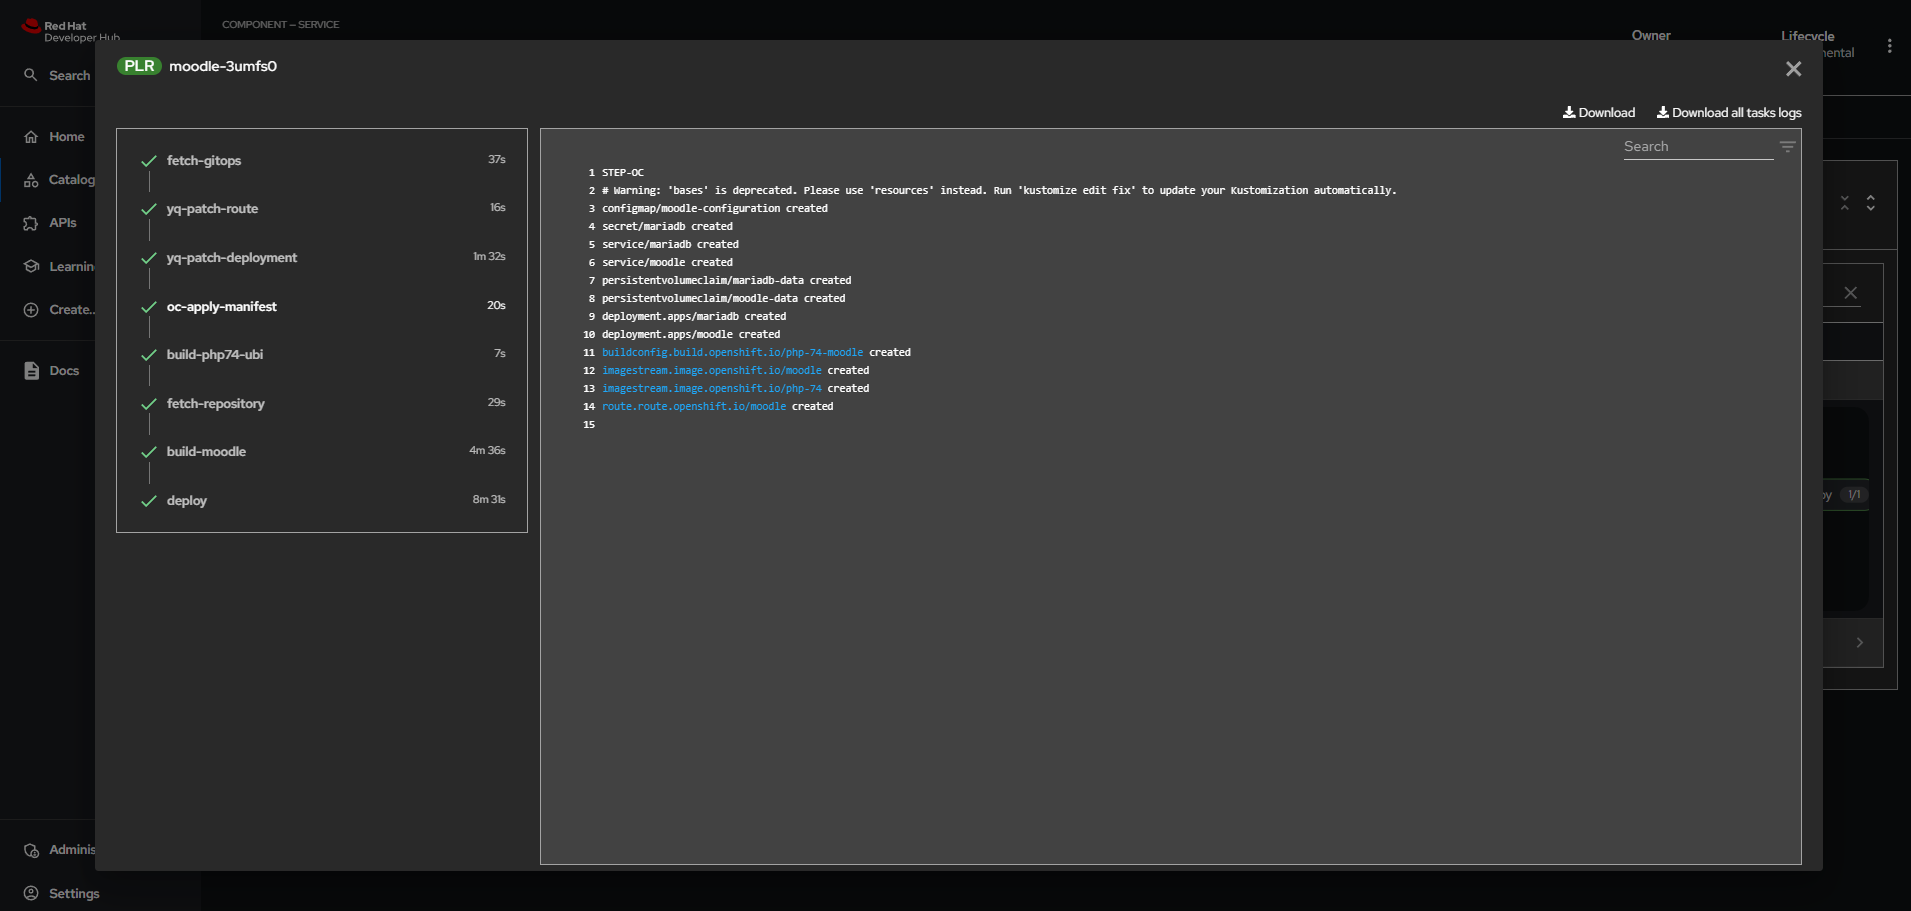 Red Hat
Developer Hub
COMPONENT — SERVICE
Owner
Lifecycle
PLR moodle-3umfs0
Search
Download
Download all tasks logs
Home
Catalog
APIs
Learnin
Create...
Docs
Adminis
Settings
fetch-gitops 37s
yq-patch-route 16s
yq-patch-deployment 1m 32s
oc-apply-manifest 20s
build-php74-ubi 7s
fetch-repository 29s
build-moodle 4m 36s
deploy 8m 31s
Search
1 STEP-OC
2 # Warning: 'bases' is deprecated. Please use 'resources' instead. Run 'kustomize edit fix' to update your Kustomization automatically.
3 configmap/moodle-configuration created
4 secret/mariadb created
5 service/mariadb created
6 service/moodle created
7 persistentvolumeclaim/mariadb-data created
8 persistentvolumeclaim/moodle-data created
9 deployment.apps/mariadb created
10 deployment.apps/moodle created
11 buildconfig.build.openshift.io/php-74-moodle created
12 imagestream.image.openshift.io/moodle created
13 imagestream.image.openshift.io/php-74 created
14 route.route.openshift.io/moodle created
15
oy 1/1